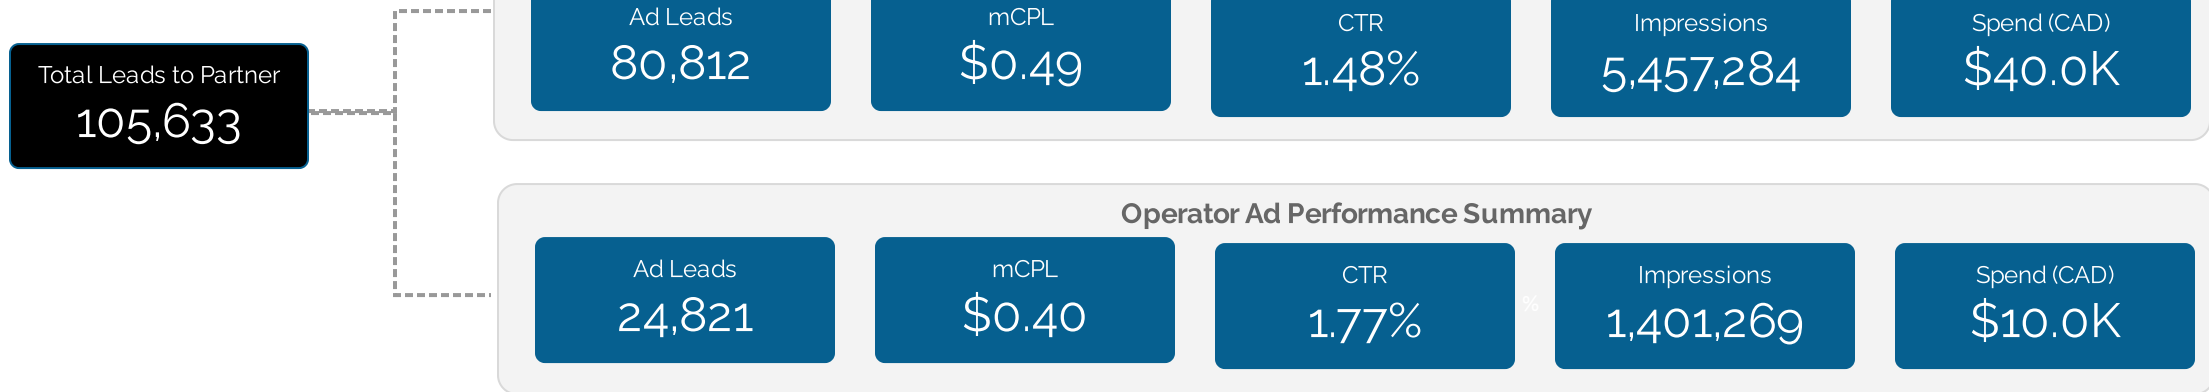 Total Leads to Partner
105,633
Ad Leads
80,812
mCPL
$0.49
CTR
1.48%
Impressions
5,457,284
Spend (CAD)
$40.0K
Operator Ad Performance Summary
Ad Leads
24,821
mCPL
$0.40
CTR
1.77%
%
Impressions
1,401,269
Spend (CAD)
$10.0K